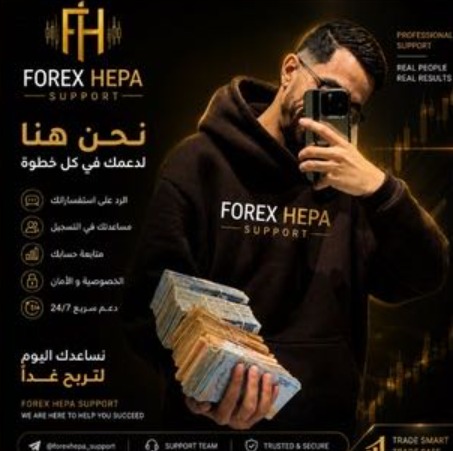 FH
FOREX HEPA
SUPPORT
PROFESSIONAL
SUPPORT
REAL PEOPLE
REAL RESULTS
نحن هنا
لدعمك في كل خطوة
الرد على استفساراتك
مساعدتك في التسجيل
متابعة حسابك
الخصوصية و الأمان
دعم سريع 24/7
FOREX HEPA
SUPPORT
نساعدك اليوم
لتربح غـــداً
FOREX HEPA SUPPORT
WE ARE HERE TO HELP YOU SUCCEED
@forexhepa_support
SUPPORT TEAM
TRUSTED & SECURE
TRADE SMART